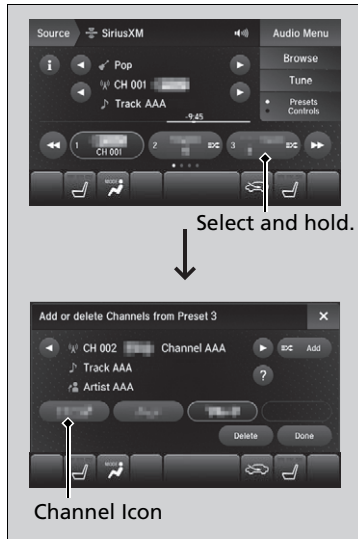 Source SiriusXM Audio Menu
i Pop Browse
CH 001 Tune
Track AAA Presets
Controls
-9:45
1 2 3
CH 001
MODE
Select and hold.
Add or delete Channels from Preset 3 ×
CH 002 Channel AAA Add
Track AAA
?
Artist AAA
Delete Done
MODE
Channel Icon